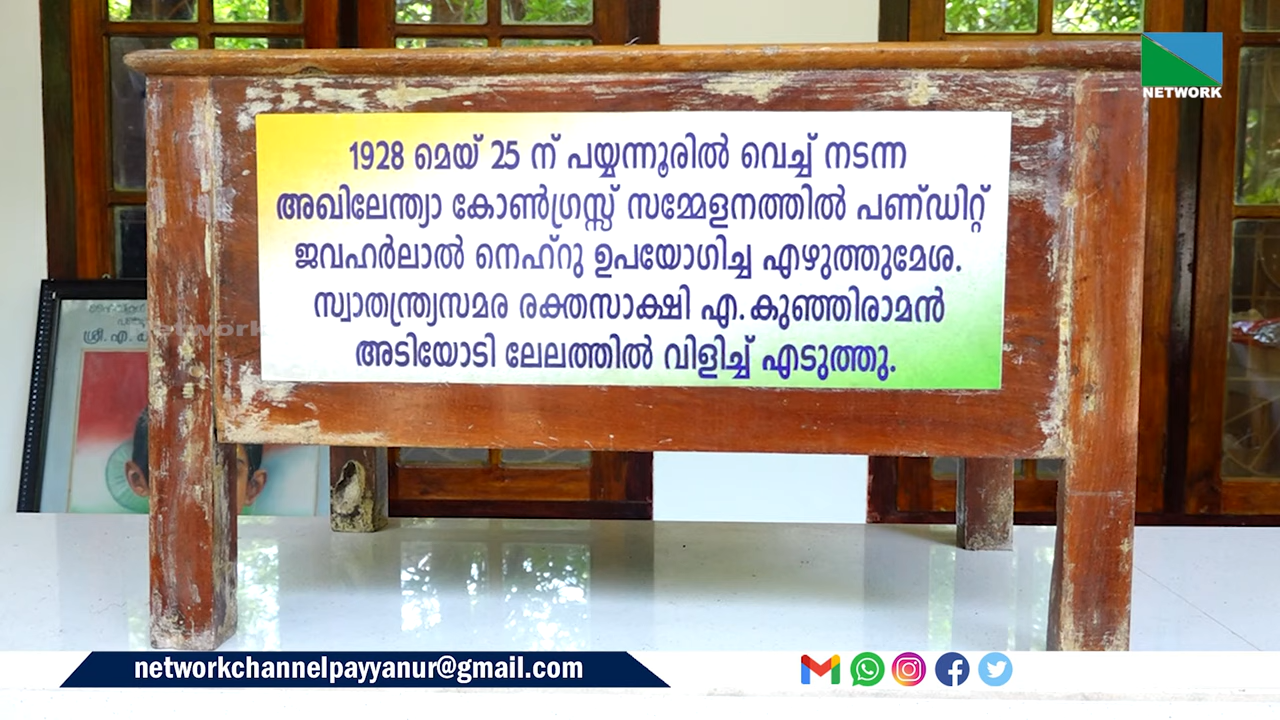 NETWORK
1928 മെയ് 25 ന് പയ്യന്നൂരിൽ വെച്ച് നടന്ന
അഖിലേന്ത്യാ കോൺഗ്രസ്സ് സമ്മേളനത്തിൽ പണ്ഡിറ്റ്
ജവഹർലാൽ നെഹ്റു ഉപയോഗിച്ച എഴുത്തുമേശ.
സ്വാതന്ത്ര്യസമര രക്തസാക്ഷി എ. കുഞ്ഞിരാമൻ
അടിയോടി ലേലത്തിൽ വിളിച്ച് എടുത്തു.
network
ശ്രീ. എ.
networkchannelpayyanur@gmail.com